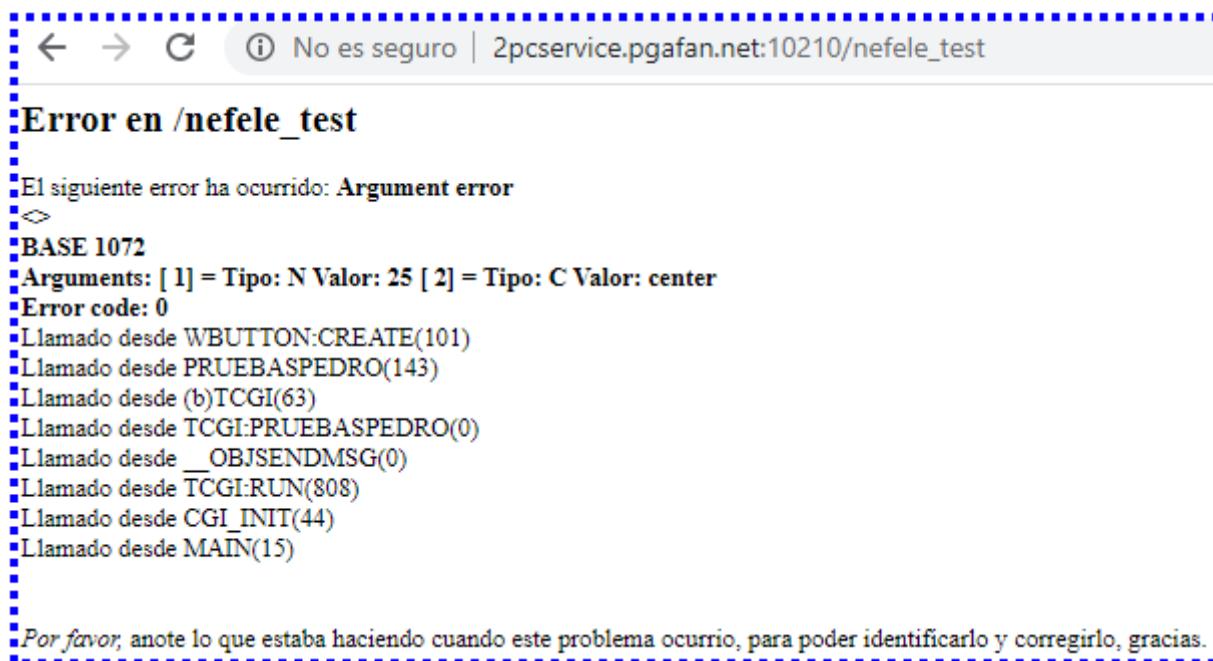 No es seguro | 2pcservice.pgafan.net:10210/nefele_test
Error en /nefele_test
El siguiente error ha ocurrido: Argument error
<>
BASE 1072
Arguments: [ 1] = Tipo: N Valor: 25 [ 2] = Tipo: C Valor: center
Error code: 0
Llamado desde WBUTTON:CREATE(101)
Llamado desde PRUEBASPEDRO(143)
Llamado desde (b)TCGI(63)
Llamado desde TCGI:PRUEBASPEDRO(0)
Llamado desde __OBJSENDMSG(0)
Llamado desde TCGI:RUN(808)
Llamado desde CGI_INIT(44)
Llamado desde MAIN(15)
Por favor, anote lo que estaba haciendo cuando este problema ocurrio, para poder identificarlo y corregirlo, gracias.